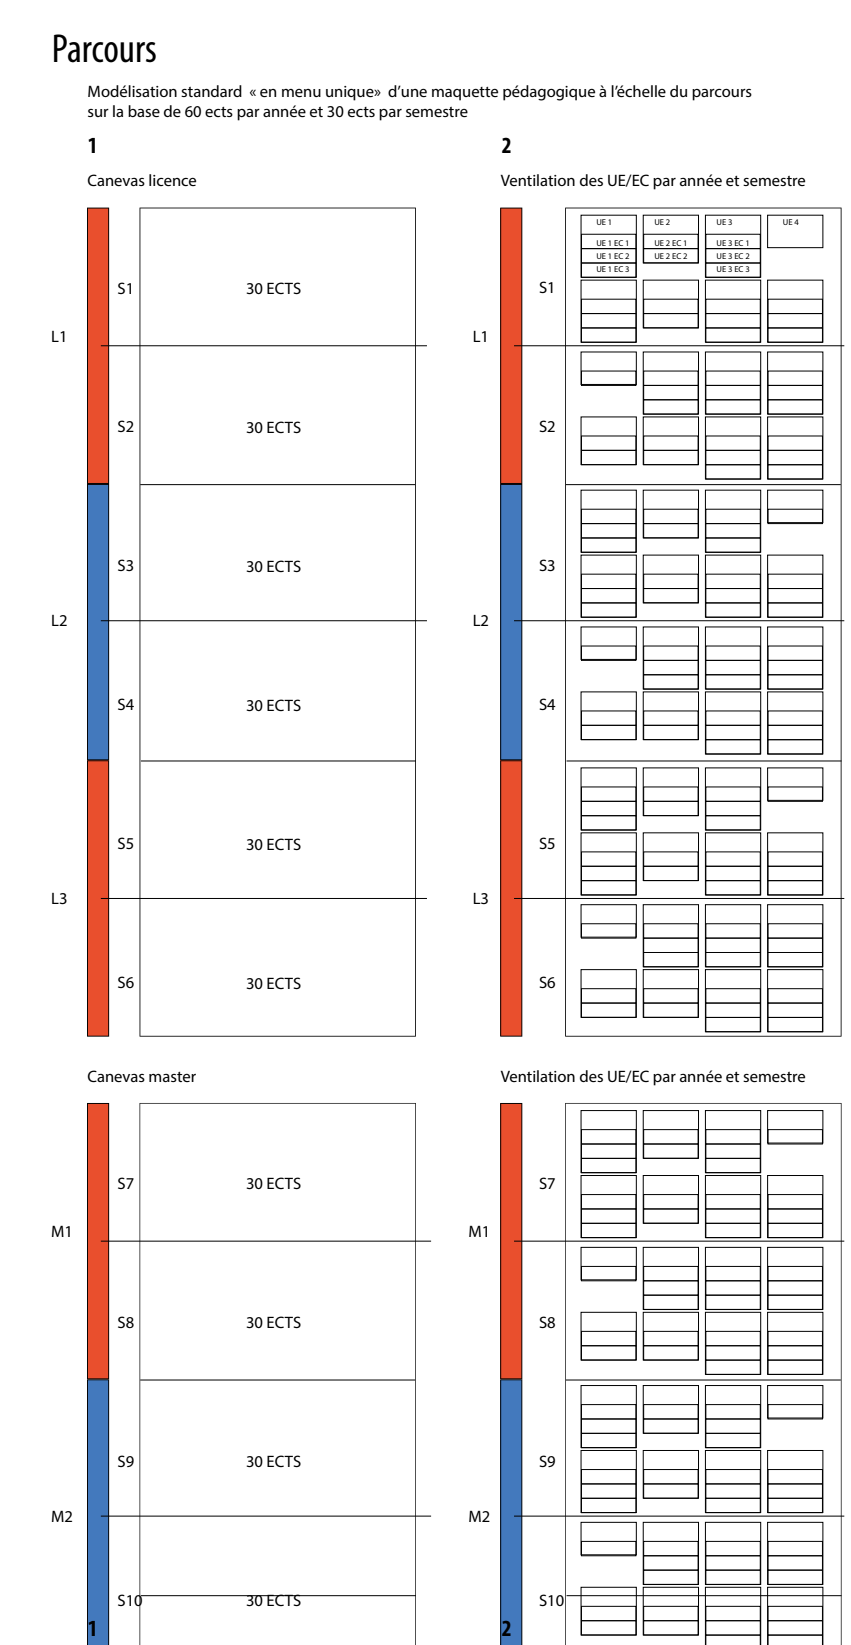 Parcours
Modélisation standard « en menu unique» d'une maquette pédagogique à l'échelle du parcours
sur la base de 60 ects par année et 30 ects par semestre
1
Canevas licence
S1 30 ECTS
L1
S2 30 ECTS
S3 30 ECTS
L2
S4 30 ECTS
S5 30 ECTS
L3
S6 30 ECTS
2
Ventilation des UE/EC par année et semestre
UE 1 UE 2 UE 3 UE 4
UE 1 EC 1 UE 2 EC 1 UE 3 EC 1
UE 1 EC 2 UE 2 EC 2 UE 3 EC 2
UE 1 EC 3 UE 3 EC 3
S1
L1
S2
S3
L2
S4
S5
L3
S6
Canevas master
S7 30 ECTS
M1
S8 30 ECTS
S9 30 ECTS
M2
S10 30 ECTS
1
Ventilation des UE/EC par année et semestre
S7
M1
S8
S9
M2
S10
2